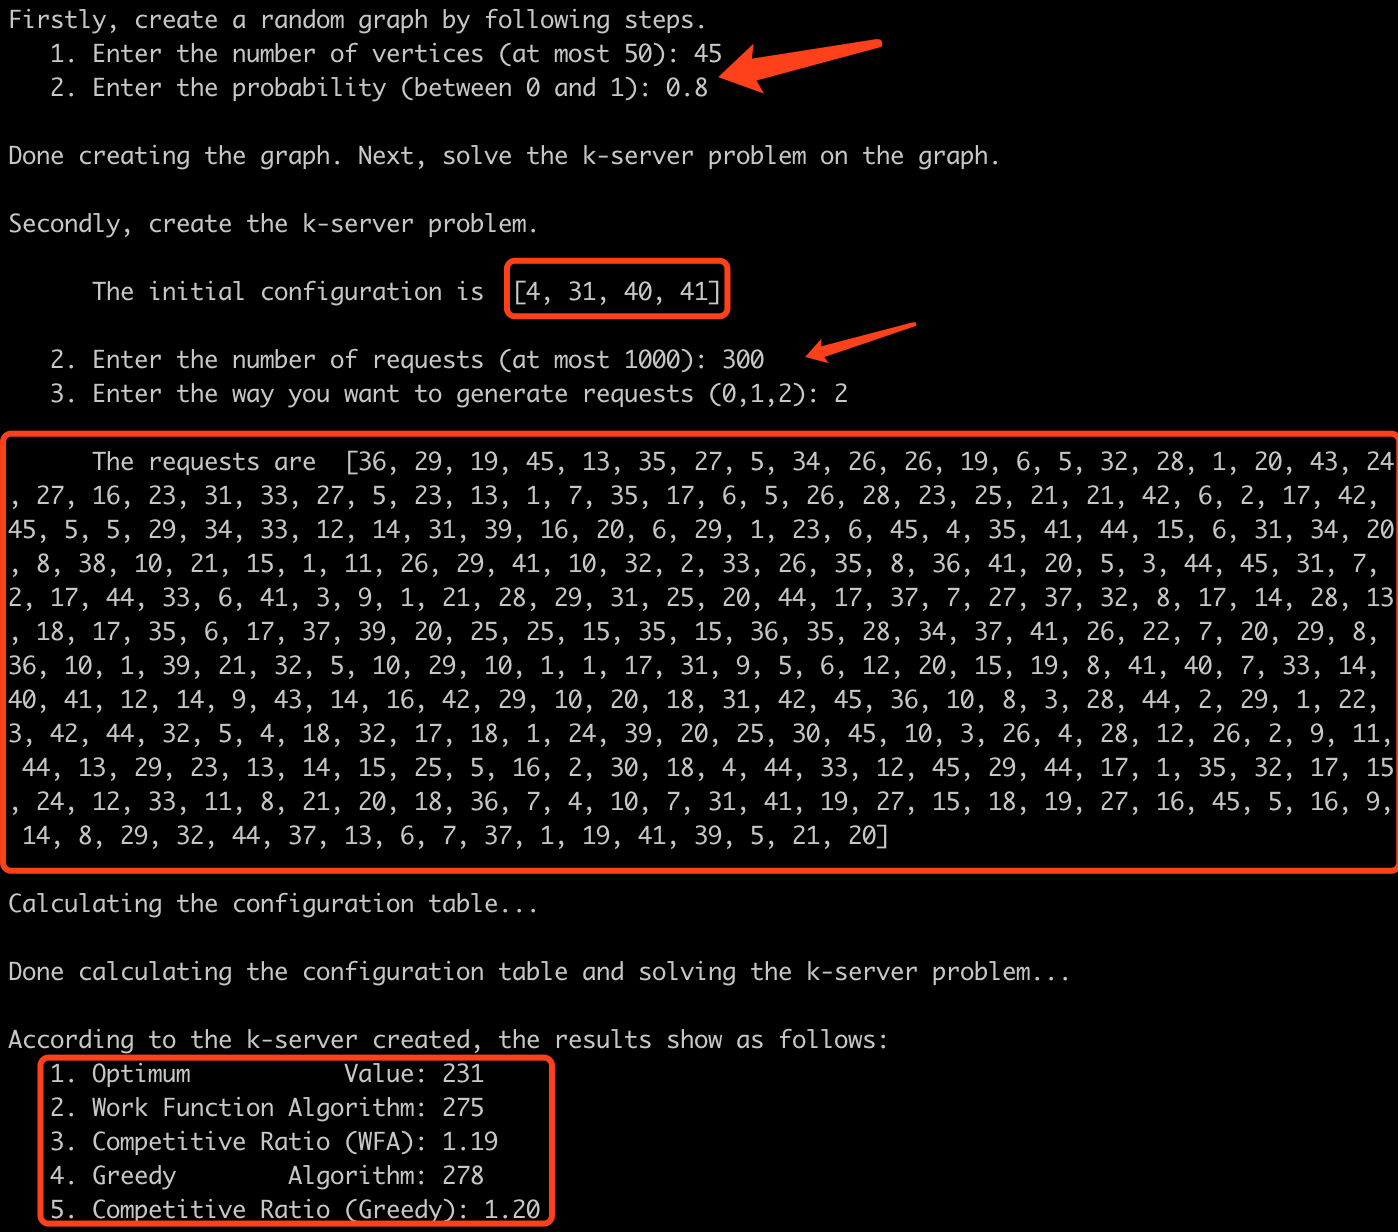 Firstly, create a random graph by following steps.
1. Enter the number of vertices (at most 50): 45
2. Enter the probability (between 0 and 1): 0.8
Done creating the graph. Next, solve the k-server problem on the graph.
Secondly, create the k-server problem.
The initial configuration is [4, 31, 40, 41]
2. Enter the number of requests (at most 1000): 300
3. Enter the way you want to generate requests (0,1,2): 2
The requests are [36, 29, 19, 45, 13, 35, 27, 5, 34, 26, 26, 19, 6, 5, 32, 28, 1, 20, 43, 24
, 27, 16, 23, 31, 33, 27, 5, 23, 13, 1, 7, 35, 17, 6, 5, 26, 28, 23, 25, 21, 21, 42, 6, 2, 17, 42,
45, 5, 5, 29, 34, 33, 12, 14, 31, 39, 16, 20, 6, 29, 1, 23, 6, 45, 4, 35, 41, 44, 15, 6, 31, 34, 20
, 8, 38, 10, 21, 15, 1, 11, 26, 29, 41, 10, 32, 2, 33, 26, 35, 8, 36, 41, 20, 5, 3, 44, 45, 31, 7,
2, 17, 44, 33, 6, 41, 3, 9, 1, 21, 28, 29, 31, 25, 20, 44, 17, 37, 7, 27, 37, 32, 8, 17, 14, 28, 13
, 18, 17, 35, 6, 17, 37, 39, 20, 25, 25, 15, 35, 15, 36, 35, 28, 34, 37, 41, 26, 22, 7, 20, 29, 8,
36, 10, 1, 39, 21, 32, 5, 10, 29, 10, 1, 1, 17, 31, 9, 5, 6, 12, 20, 15, 19, 8, 41, 40, 7, 33, 14,
40, 41, 12, 14, 9, 43, 14, 16, 42, 29, 10, 20, 18, 31, 42, 45, 36, 10, 8, 3, 28, 44, 2, 29, 1, 22,
3, 42, 44, 32, 5, 4, 18, 32, 17, 18, 1, 24, 39, 20, 25, 30, 45, 10, 3, 26, 4, 28, 12, 26, 2, 9, 11,
44, 13, 29, 23, 13, 14, 15, 25, 5, 16, 2, 30, 18, 4, 44, 33, 12, 45, 29, 44, 17, 1, 35, 32, 17, 15
, 24, 12, 33, 11, 8, 21, 20, 18, 36, 7, 4, 10, 7, 31, 41, 19, 27, 15, 18, 19, 27, 16, 45, 5, 16, 9,
14, 8, 29, 32, 44, 37, 13, 6, 7, 37, 1, 19, 41, 39, 5, 21, 20]
Calculating the configuration table...
Done calculating the configuration table and solving the k-server problem...
According to the k-server created, the results show as follows:
1. Optimum Value: 231
2. Work Function Algorithm: 275
3. Competitive Ratio (WFA): 1.19
4. Greedy Algorithm: 278
5. Competitive Ratio (Greedy): 1.20